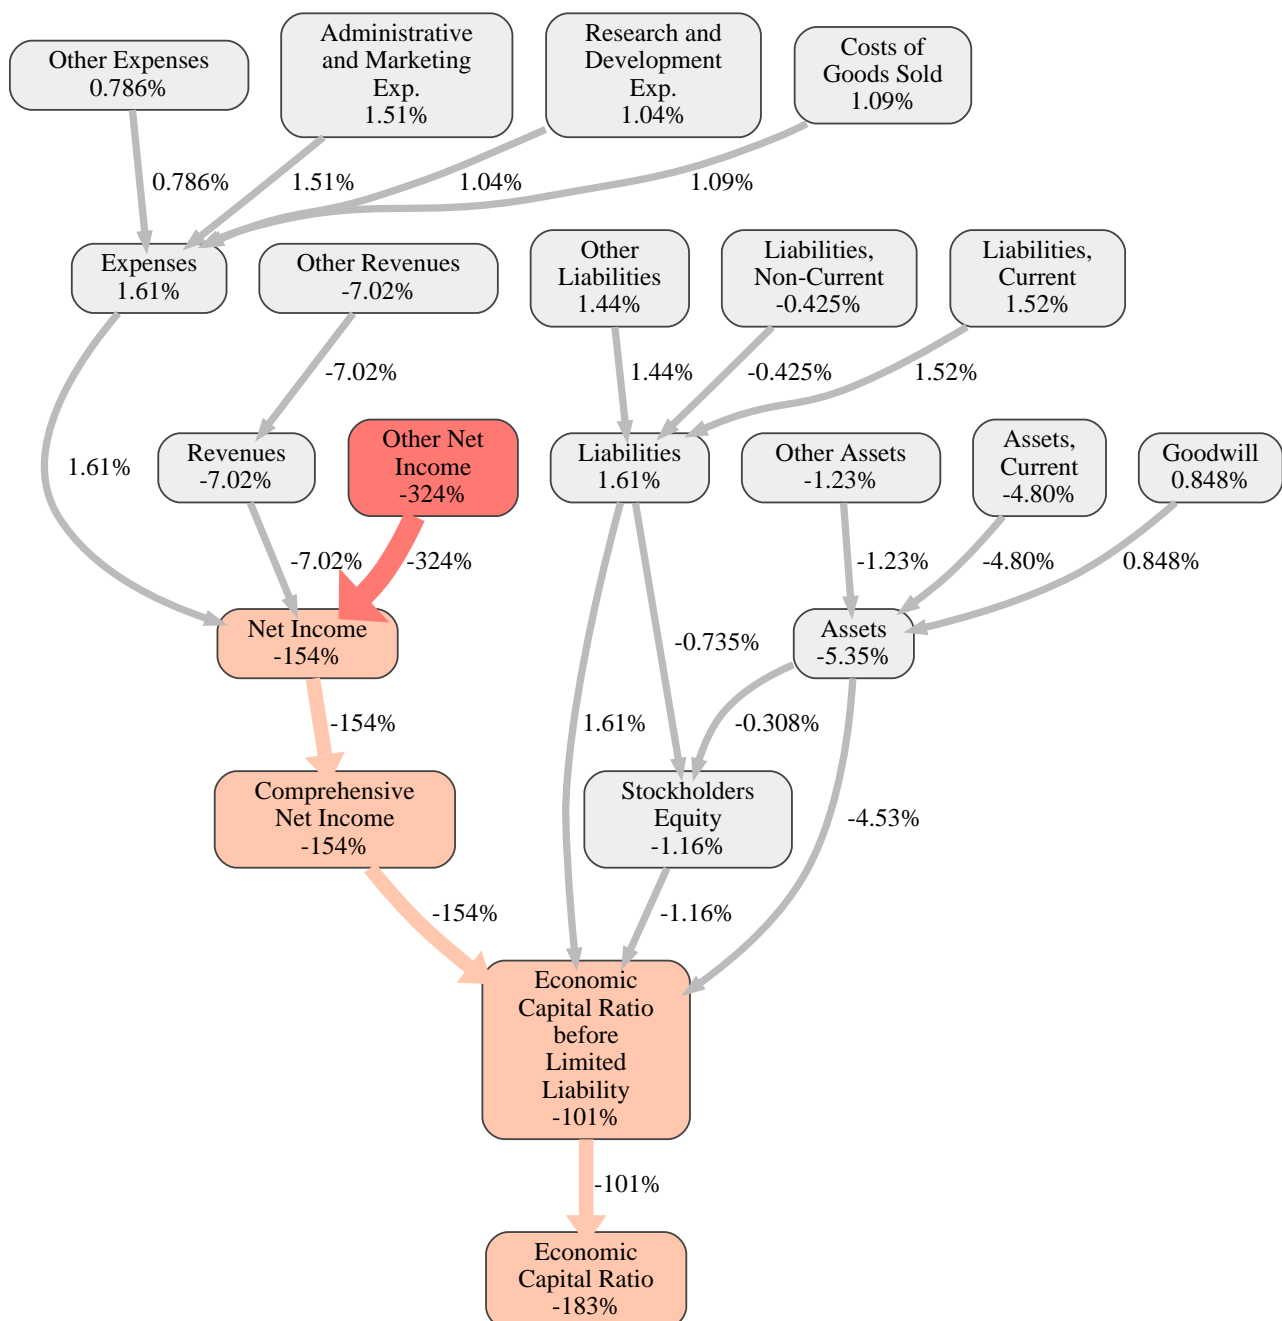 Other Expenses
0.786%
Administrative
and Marketing
Exp.
1.51%
Research and
Development
Exp.
1.04%
Costs of
Goods Sold
1.09%
0.786%
1.51%
1.04%
1.09%
Expenses
1.61%
Other Revenues
-7.02%
Other
Liabilities
1.44%
Liabilities,
Non-Current
-0.425%
Liabilities,
Current
1.52%
-7.02%
1.44%
-0.425%
1.52%
1.61%
Revenues
-7.02%
Other Net
Income
-324%
Liabilities
1.61%
Other Assets
-1.23%
Assets,
Current
-4.80%
Goodwill
0.848%
-7.02%
-324%
-1.23%
-4.80%
0.848%
Net Income
-154%
-0.735%
Assets
-5.35%
-154%
1.61%
-0.308%
Comprehensive
Net Income
-154%
Stockholders
Equity
-1.16%
-4.53%
-154%
-1.16%
Economic
Capital Ratio
before
Limited
Liability
-101%
-101%
Economic
Capital Ratio
-183%